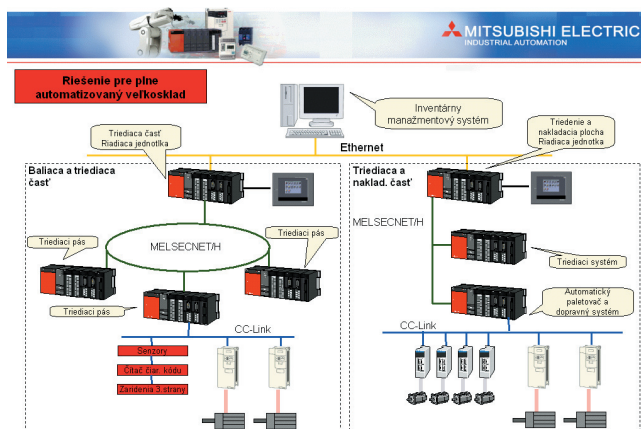 MITSUBISHI ELECTRIC
INDUSTRIAL AUTOMATION
Riešenie pre plne
automatizovaný veľkosklad
Inventárny
manažmentový systém
Triediaca časť
Riadiaca jednotka
Triedenie a
nakladacia plocha
Riadiaca jednotka
Ethernet
Baliaca a triediaca
časť
Triediaca a
naklad. časť
MELSECNET/H
Triediaci pás
MELSECNET/H
Triediaci pás
Triediaci systém
Triediaci pás
Automatický
paletovač a
dopravný systém
CC-Link
CC-Link
Senzory
Čítač čiar. kódu
Zaridenia 3.strany